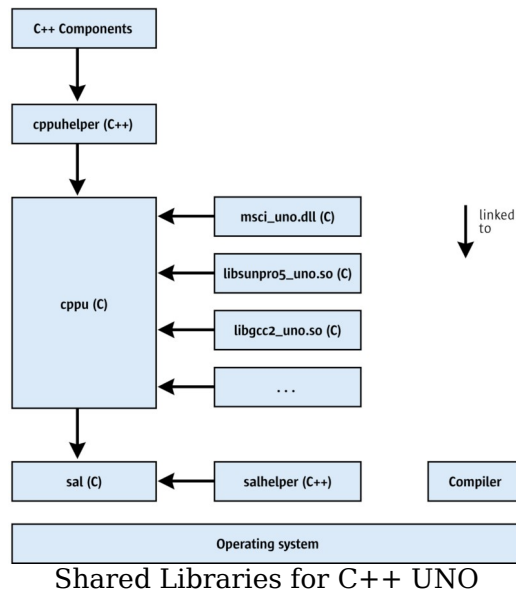 C++ Components
cppuhelper (C++)
msci_uno.dll (C)
linked
to
libsunpro5_uno.so (C)
cppu (C)
libgcc2_uno.so (C)
...
sal (C)
salhelper (C++)
Compiler
Operating system
Shared Libraries for C++ UNO